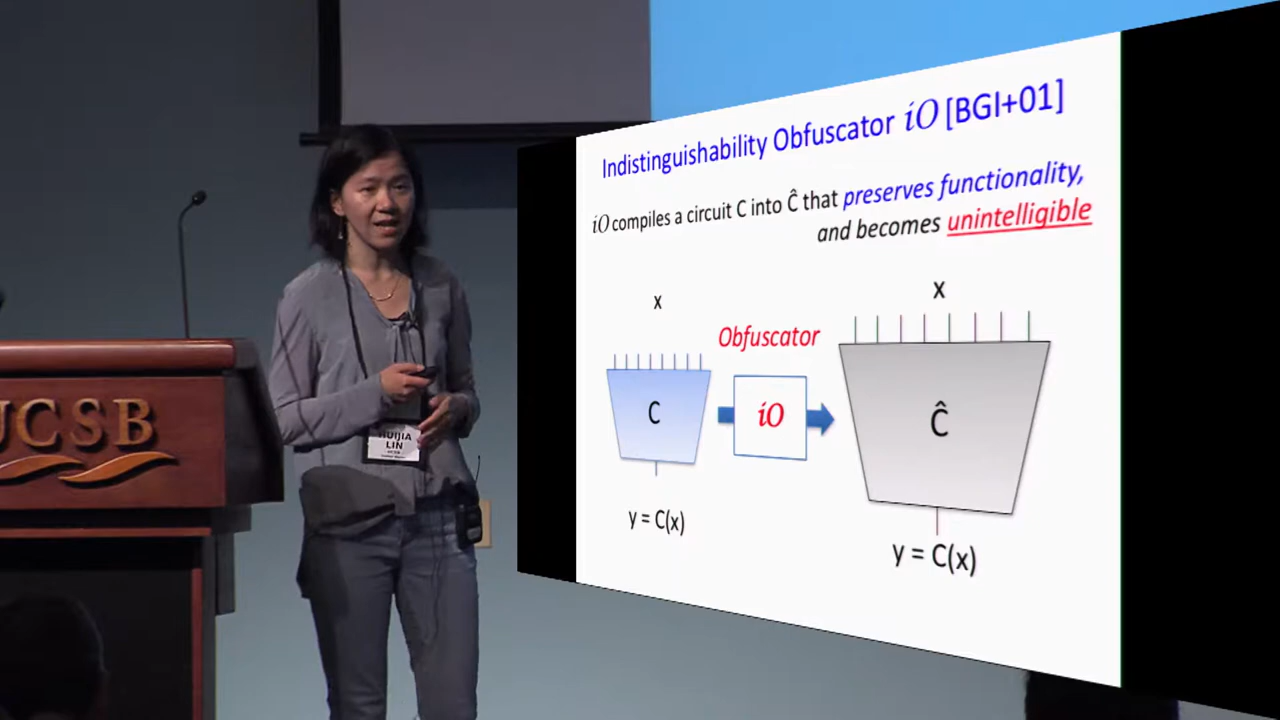 Indistinguishability Obfuscator iO [BGI+01]
iO compiles a circuit C into Ĉ that preserves functionality,
and becomes unintelligible
x
x
Obfuscator
C
iO
Ĉ
y = C(x)
y = C(x)
UCSB
HUIJIA
LIN